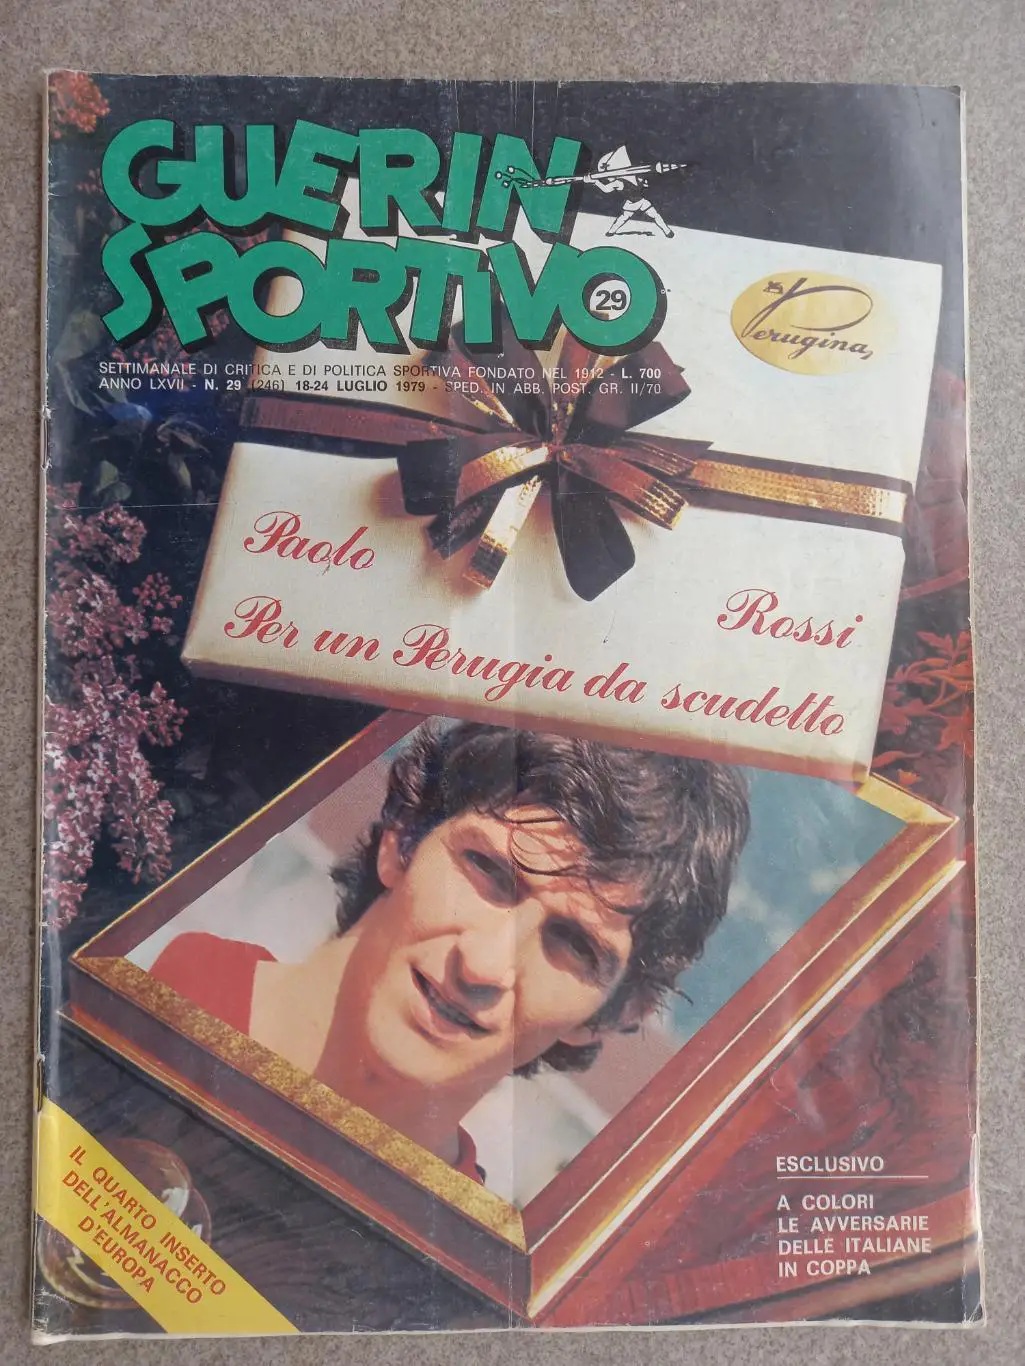 GUERIN
SPORTIVO
29
SETTIMANALE DI CRITICA E DI POLITICA SPORTIVA FONDATO NEL 1912 - L. 700
ANNO LXVII - N. 29 (246) 18-24 LUGLIO 1979 - SPED. IN ABB. POST. GR. II/70
Perugina
Paolo Rossi
Per un Perugia da scudetto
IL QUARTO INSERTO
DELL'ALMANACCO
D'EUROPA
ESCLUSIVO
A COLORI
LE AVVERSARIE
DELLE ITALIANE
IN COPPA